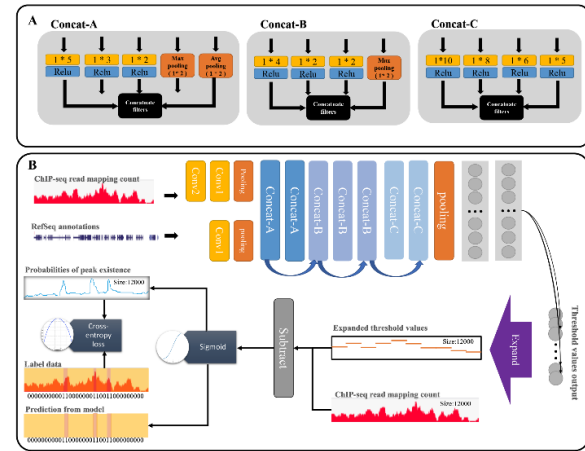 A
Concat-A
Concat-B
Concat-C
1 * 5
1 * 3
1 * 2
Max
pooling
( 1 * 2 )
Avg
pooling
( 1 * 2 )
Relu
Relu
Relu
Concatnate
filters
1 * 4
1 * 2
1 * 2
Max
pooling
( 1 * 2 )
Relu
Relu
Relu
Concatnate
filters
1*10
1 * 8
1 * 6
1 * 5
Relu
Relu
Relu
Relu
Concatnate
filters
B
ChIP-seq read mapping count
RefSeq annotations
Conv2
Conv1
Pooling
Conv1
pooling
Concat-A
Concat-A
Concat-B
Concat-B
Concat-B
Concat-C
Concat-C
pooling
Threshold values output
Expand
Expanded threshold values
Size:12000
ChIP-seq read mapping count
Size:12000
Subtract
Sigmoid
Probabilities of peak existence
Size:12000
Cross-
entropy
loss
Label data
0000000000110000000110011000000000
Prediction from model
0000000000110000000110011000000000